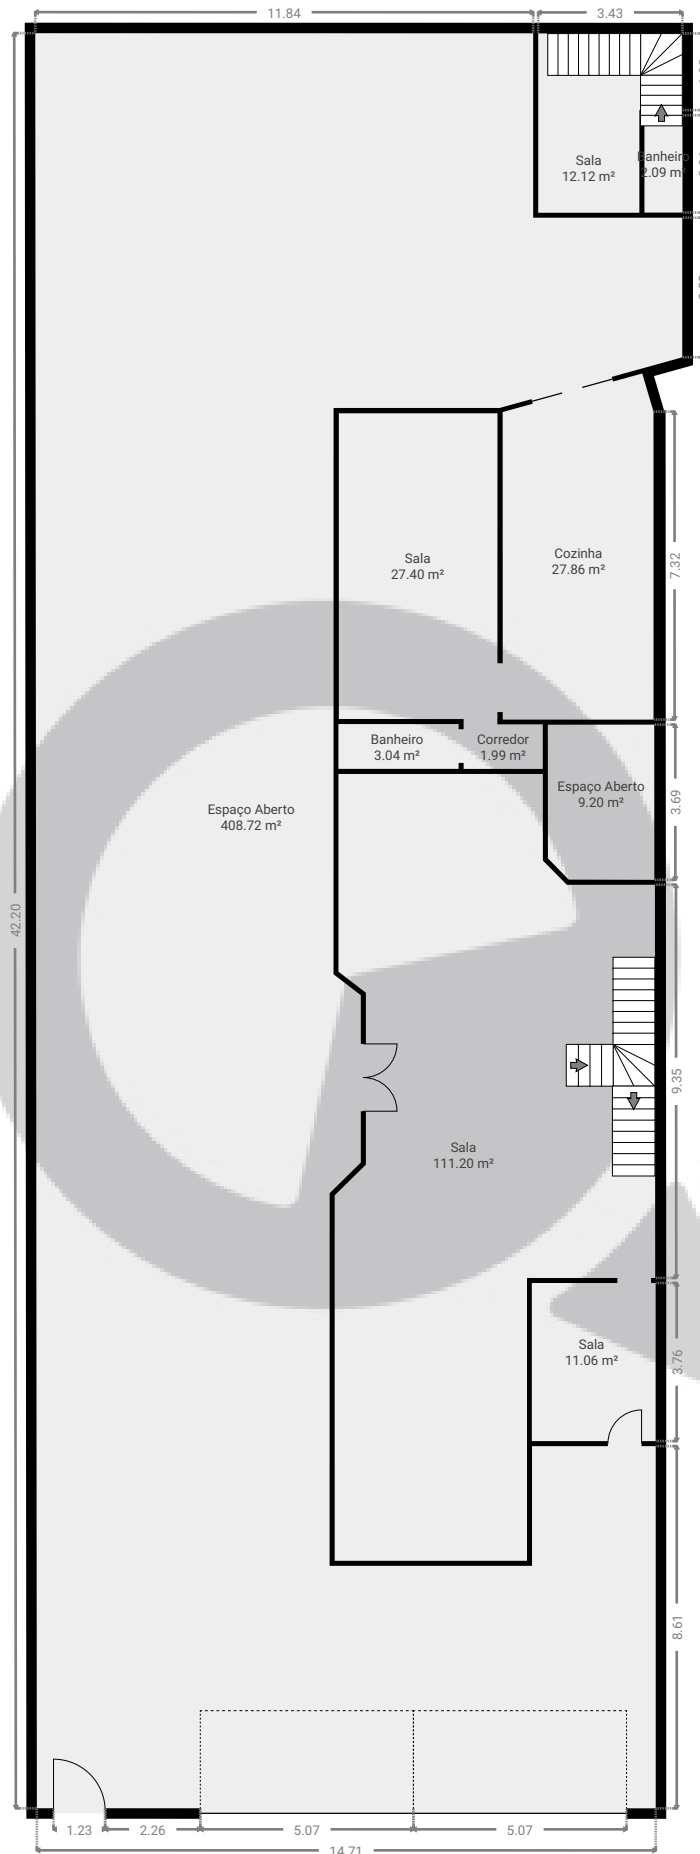 11.84
3.43
Sala
12.12 m²
Banheiro
2.09 m²
Sala
27.40 m²
Cozinha
27.86 m²
7.32
Banheiro
3.04 m²
Corredor
1.99 m²
Espaço Aberto
9.20 m²
3.69
Espaço Aberto
408.72 m²
42.20
9.35
Sala
111.20 m²
Sala
11.06 m²
3.76
8.61
1.23
2.26
5.07
5.07
14.71